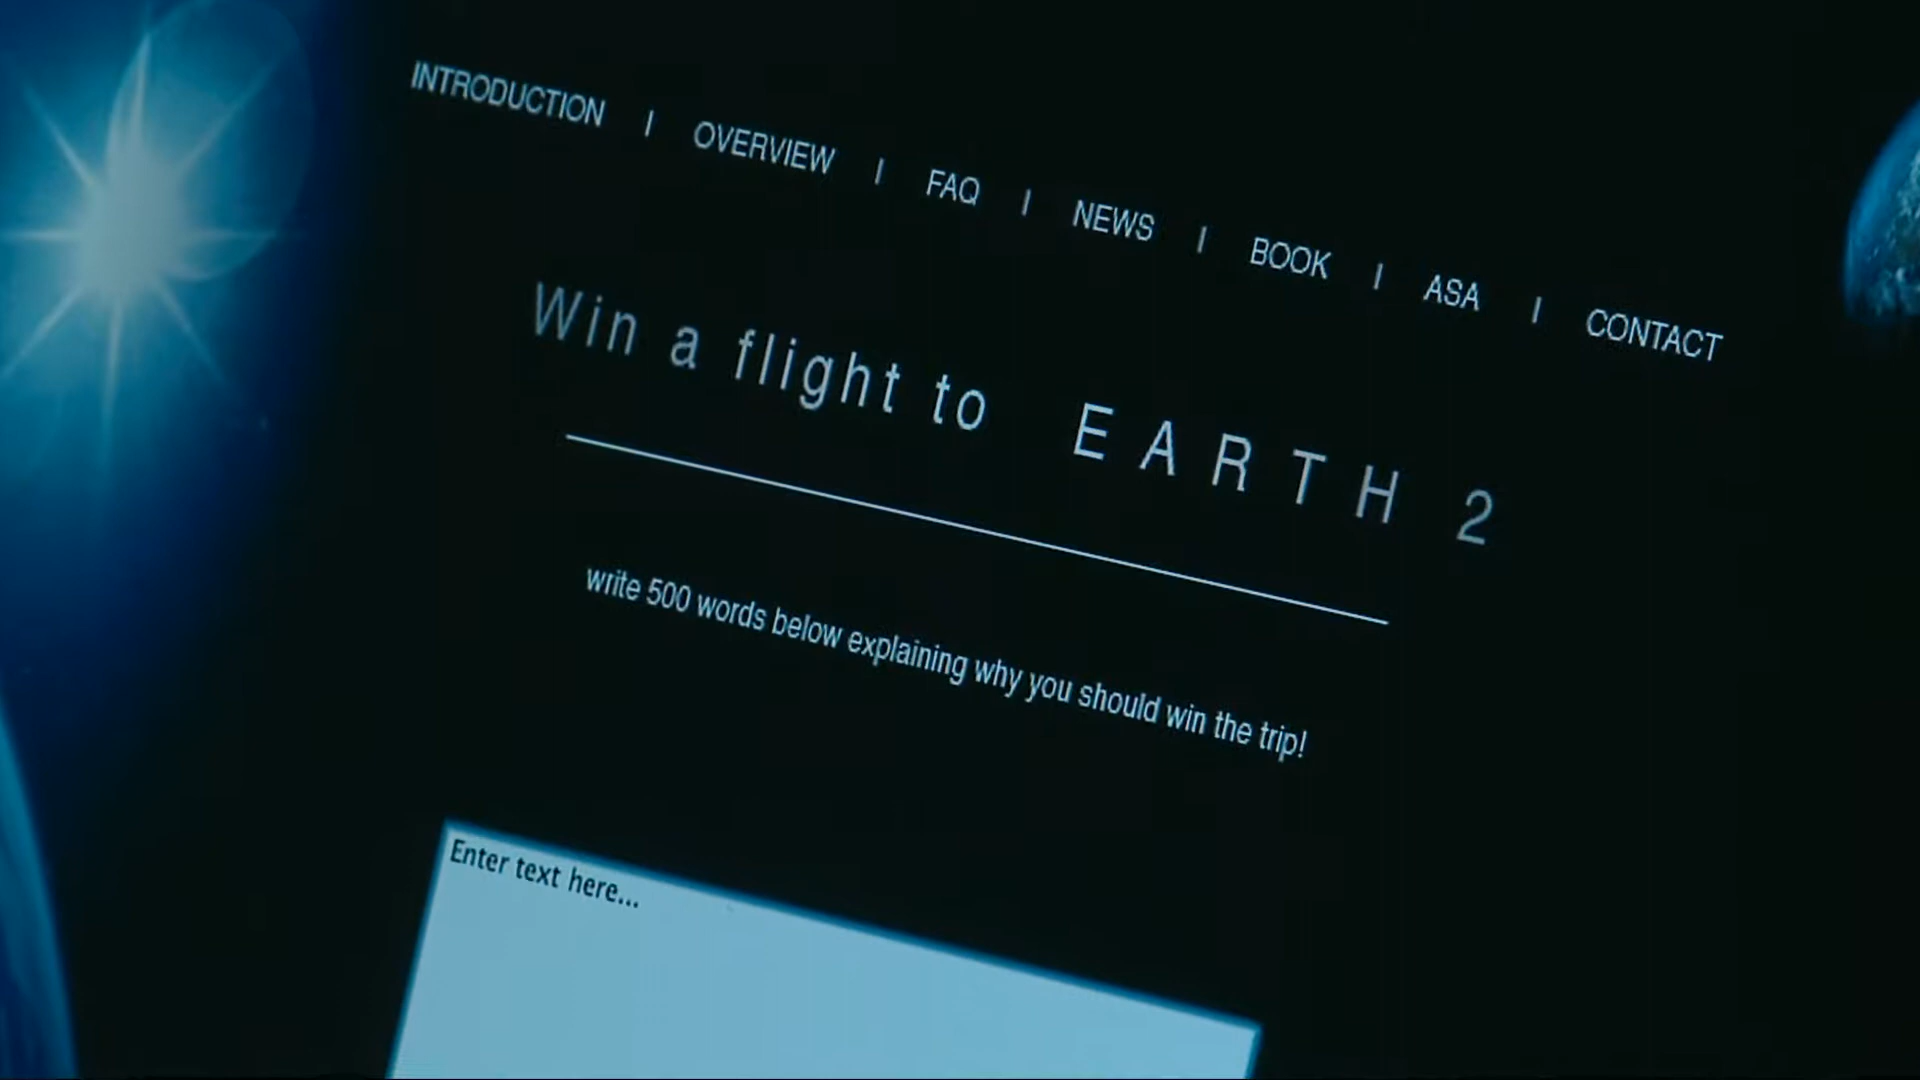 INTRODUCTION | OVERVIEW | FAQ | NEWS | BOOK | ASA | CONTACT
Win a flight to EARTH 2
write 500 words below explaining why you should win the trip!
Enter text here...